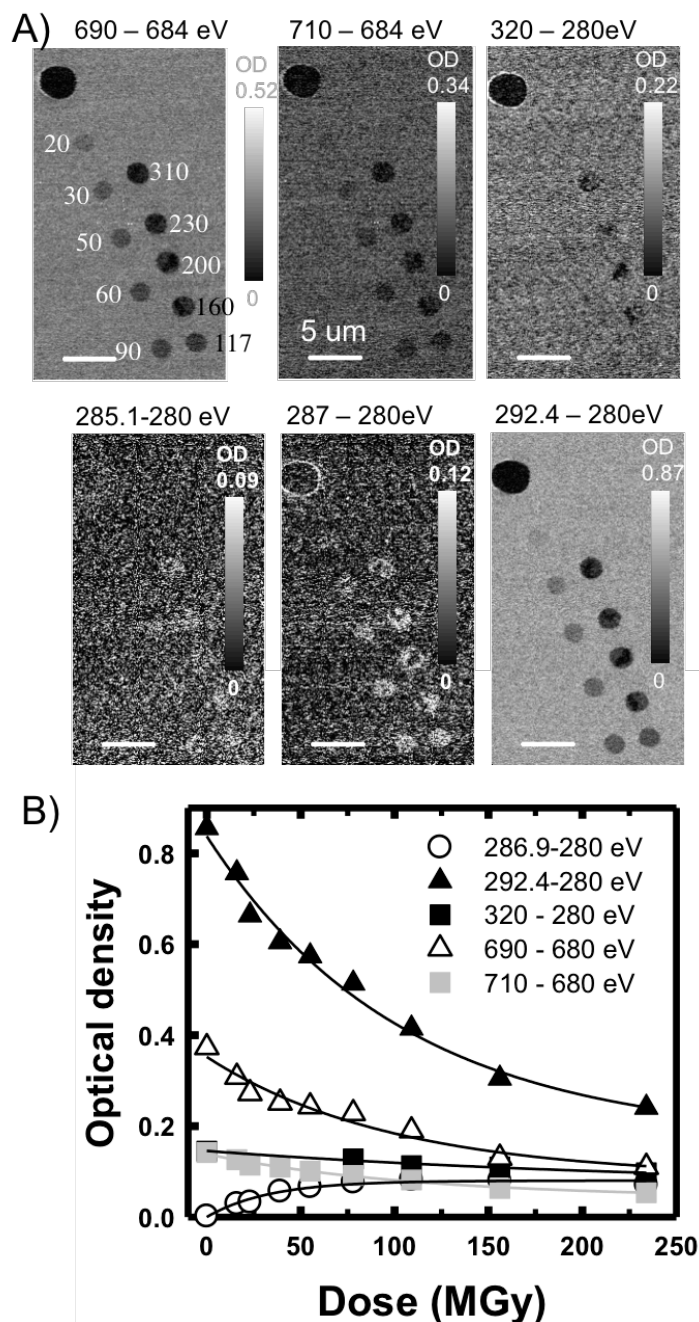 A)
690 – 684 eV
710 – 684 eV
320 – 280eV
OD
0.52
0
20
310
30
230
50
200
60
160
90
117
OD
0.34
0
5 um
OD
0.22
0
285.1-280 eV
287 – 280eV
292.4 – 280eV
OD
0.09
0
OD
0.12
0
OD
0.87
0
B)
286.9-280 eV
292.4-280 eV
320 - 280 eV
690 - 680 eV
710 - 680 eV
Optical density
0.8
0.6
0.4
0.2
0.0
0 50 100 150 200 250
Dose (MGy)